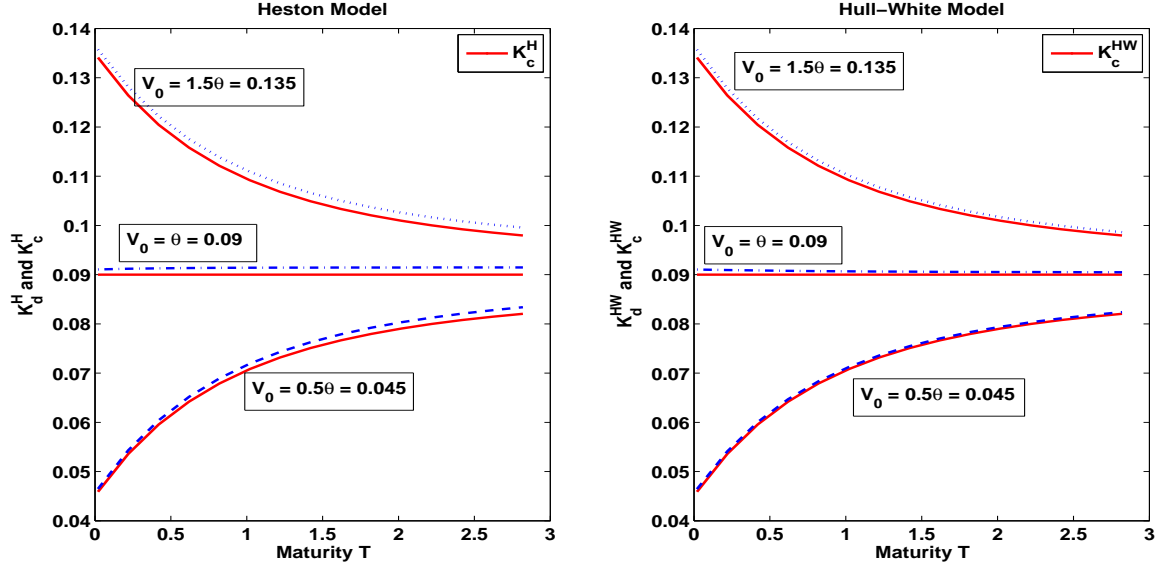 Heston Model
K_d^H and K_c^H
0.14
0.13
0.12
0.11
0.1
0.09
0.08
0.07
0.06
0.05
0.04
K_c^H
V_0 = 1.5θ = 0.135
V_0 = θ = 0.09
V_0 = 0.5θ = 0.045
0 0.5 1 1.5 2 2.5 3
Maturity T
Hull−White Model
K_d^HW and K_c^HW
0.14
0.13
0.12
0.11
0.1
0.09
0.08
0.07
0.06
0.05
0.04
K_c^HW
V_0 = 1.5θ = 0.135
V_0 = θ = 0.09
V_0 = 0.5θ = 0.045
0 0.5 1 1.5 2 2.5 3
Maturity T